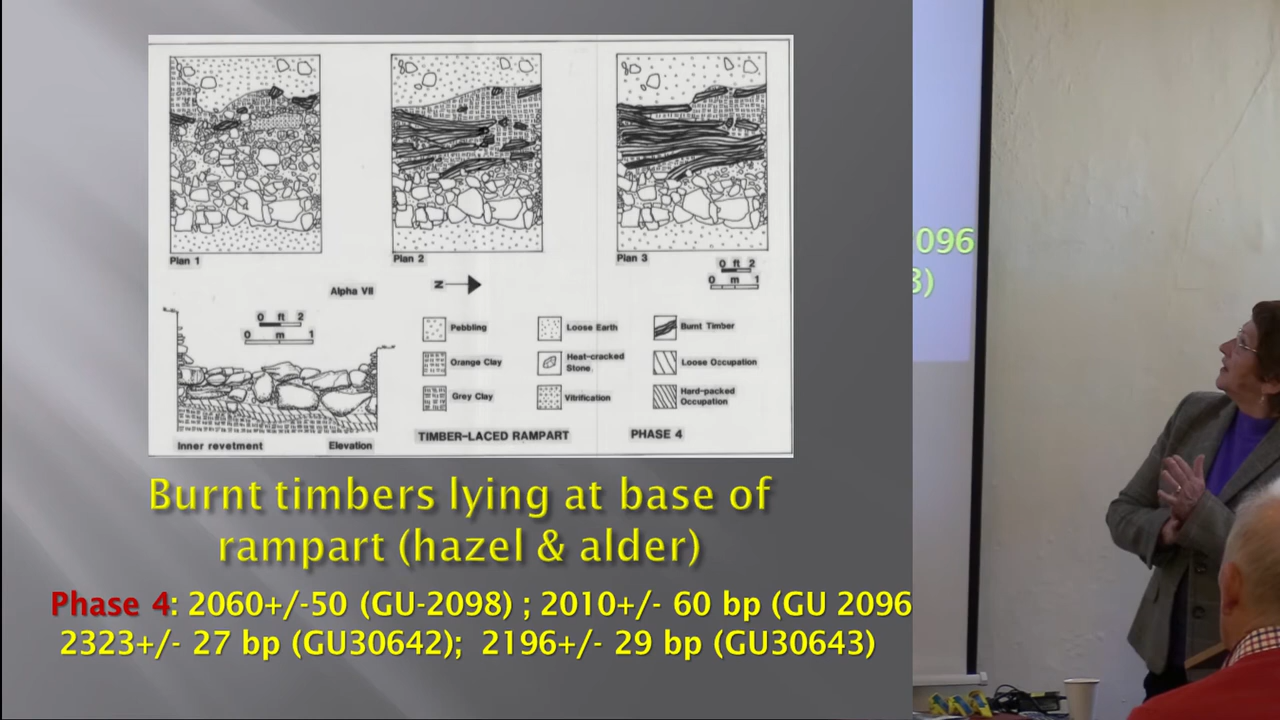 Plan 1
Plan 2
Plan 3
0 ft 2
0 m 1
Alpha VII
N
0 ft 2
0 m 1
Pebbling
Loose Earth
Burnt Timber
Orange Clay
Heat-cracked
Stone
Loose Occupation
Grey Clay
Vitrification
Hard-packed
Occupation
Inner revetment
Elevation
TIMBER-LACED RAMPART
PHASE 4
Burnt timbers lying at base of
rampart (hazel & alder)
Phase 4: 2060+/-50 (GU-2098) ; 2010+/- 60 bp (GU 2096
2323+/- 27 bp (GU30642); 2196+/- 29 bp (GU30643)
096
3)